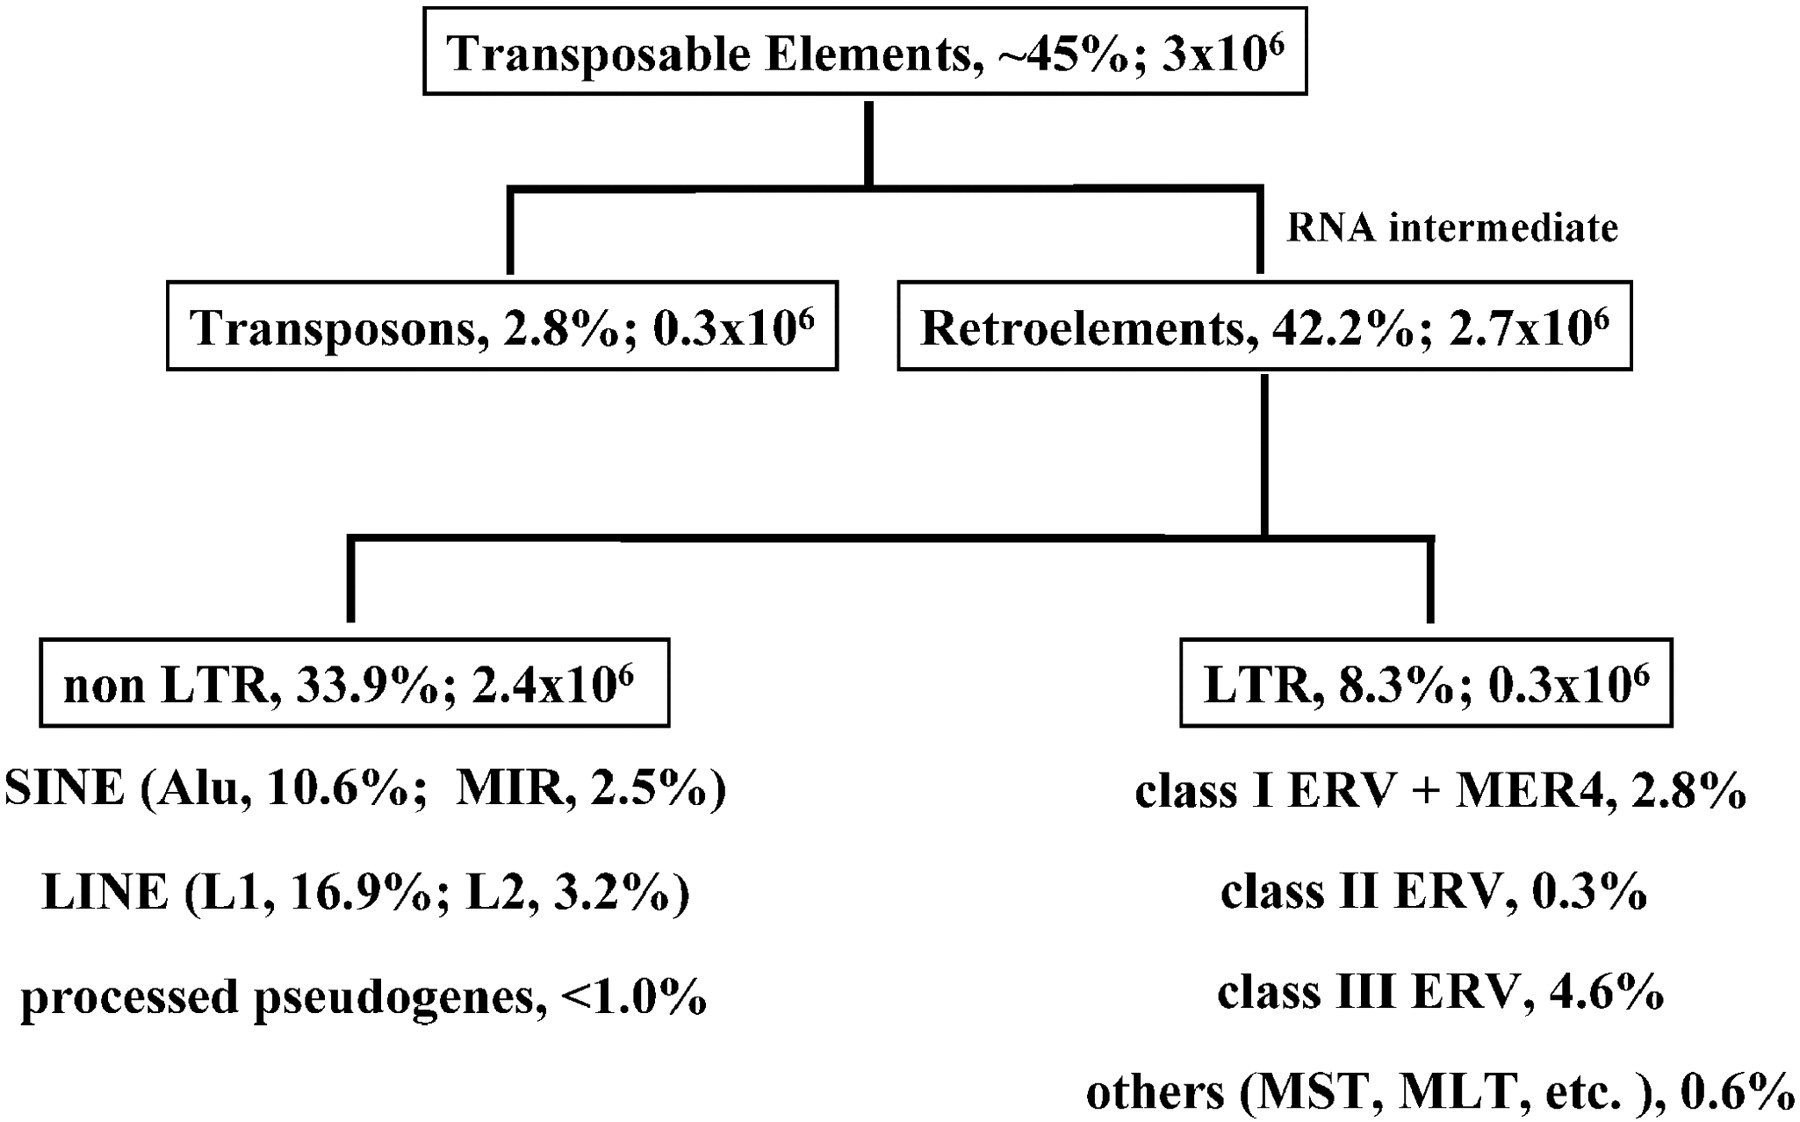 Transposable Elements, ~45%; 3x10⁶
RNA intermediate
Transposons, 2.8%; 0.3x10⁶
Retroelements, 42.2%; 2.7x10⁶
non LTR, 33.9%; 2.4x10⁶
LTR, 8.3%; 0.3x10⁶
SINE (Alu, 10.6%; MIR, 2.5%)
LINE (L1, 16.9%; L2, 3.2%)
processed pseudogenes, <1.0%
class I ERV + MER4, 2.8%
class II ERV, 0.3%
class III ERV, 4.6%
others (MST, MLT, etc. ), 0.6%